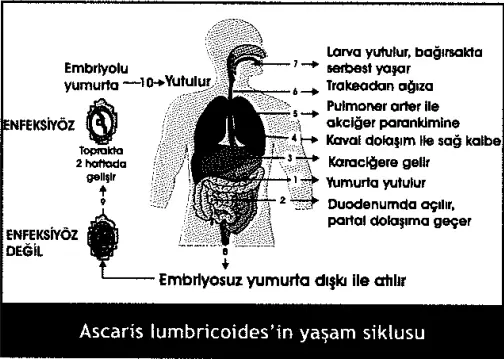 Embriyolu
yumurta
10
Yutulur
ENFEKSİYÖZ
Toprakta
2 haftada
gelişir
9
ENFEKSİYÖZ
DEĞİL
7
Larva yutulur, bağırsakta
serbest yaşar
6
Trakeadan ağıza
5
Pulmoner arter ile
akciğer parankimine
4
Kaval dolaşım ile sağ kalbe
3
Karaciğere gelir
1
Yumurta yutulur
2
Duodenumda açılır,
partal dolaşıma geçer
8
Embriyosuz yumurta dışkı ile atılır
Ascaris lumbricoides'in yaşam siklusu